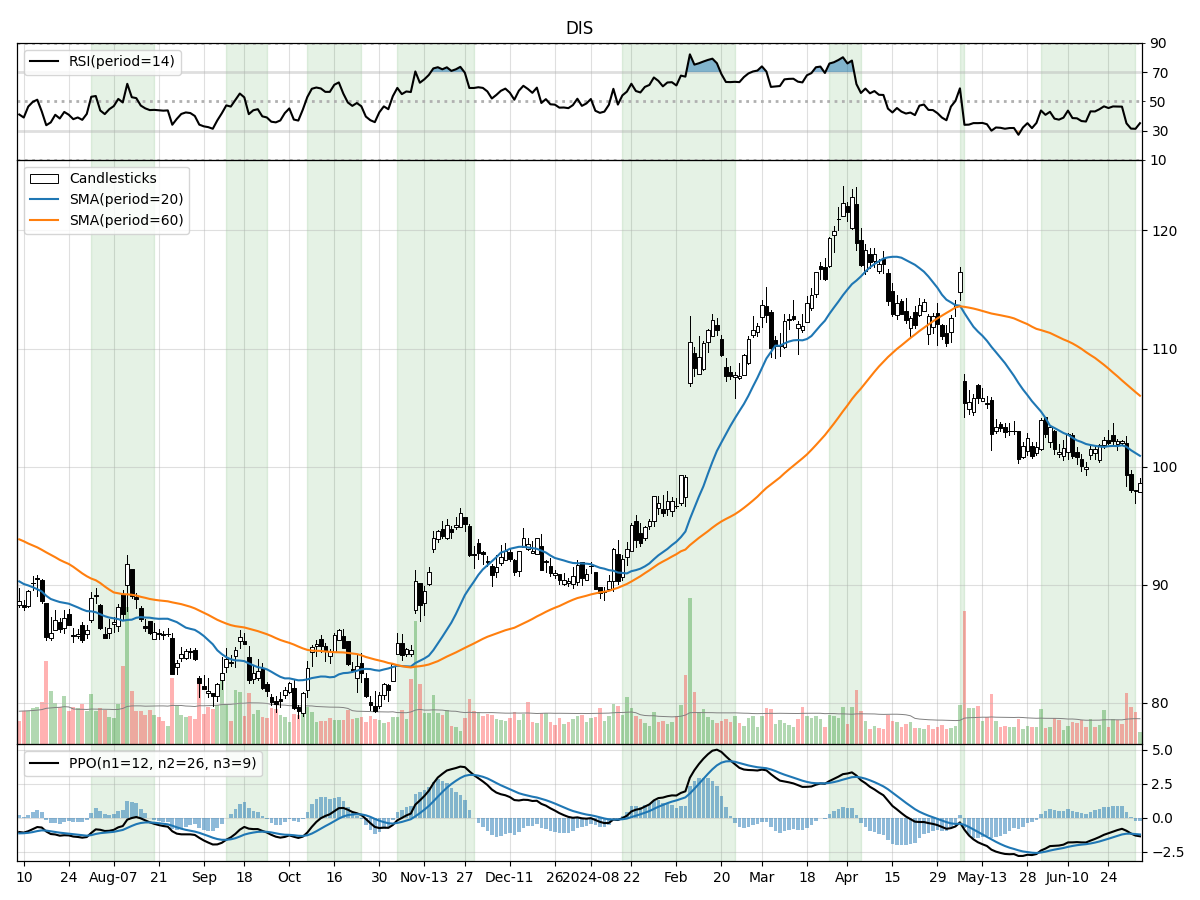 DIS
RSI(period=14)
90
70
50
30
10
Candlesticks
SMA(period=20)
SMA(period=60)
120
110
100
90
80
PPO(n1=12, n2=26, n3=9)
5.0
2.5
0.0
−2.5
10 24 Aug-07 21 Sep 18 Oct 16 30 Nov-13 27 Dec-11 26 2024-08 22 Feb 20 Mar 18 Apr 15 29 May-13 28 Jun-10 24